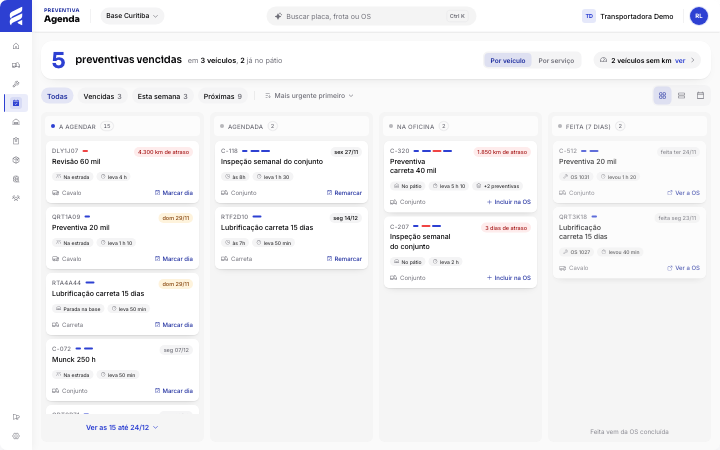 PREVENTIVA
Agenda
Base Curitiba
Buscar placa, frota ou OS
Ctrl K
TD
Transportadora Demo
RL
5 preventivas vencidas
em 3 veículos, 2 já no pátio
Por veículo
Por serviço
2 veículos sem km ver
Todas
Vencidas 3
Esta semana 3
Próximas 9
Mais urgente primeiro
A AGENDAR 15
DLY1J07
4.300 km de atraso
Revisão 60 mil
Na estrada
leva 4 h
Cavalo
Marcar dia
QRT1A09
dom 29/11
Preventiva 20 mil
Na estrada
leva 1 h 10
Cavalo
Marcar dia
RTA4A44
dom 29/11
Lubrificação carreta 15 dias
Parada na base
leva 50 min
Carreta
Marcar dia
C-072
seg 07/12
Munck 250 h
Na estrada
leva 50 min
Conjunto
Marcar dia
Ver as 15 até 24/12
AGENDADA 2
C-118
sex 27/11
Inspeção semanal do conjunto
às 8h
leva 1 h 30
Conjunto
Remarcar
RTF2D10
seg 14/12
Lubrificação carreta 15 dias
às 7h
leva 50 min
Carreta
Remarcar
NA OFICINA 2
C-320
1.850 km de atraso
Preventiva
carreta 40 mil
No pátio
leva 5 h 10
+2 preventivas
Conjunto
Incluir na OS
C-207
3 dias de atraso
Inspeção semanal
do conjunto
No pátio
leva 2 h
Conjunto
Incluir na OS
FEITA (7 DIAS) 2
C-512
feita ter 24/11
Preventiva 20 mil
OS 1031
levou 1 h 20
Conjunto
Ver a OS
QRT3K18
feita seg 23/11
Lubrificação
carreta 15 dias
OS 1027
levou 40 min
Cavalo
Ver a OS
Feita vem da OS concluída